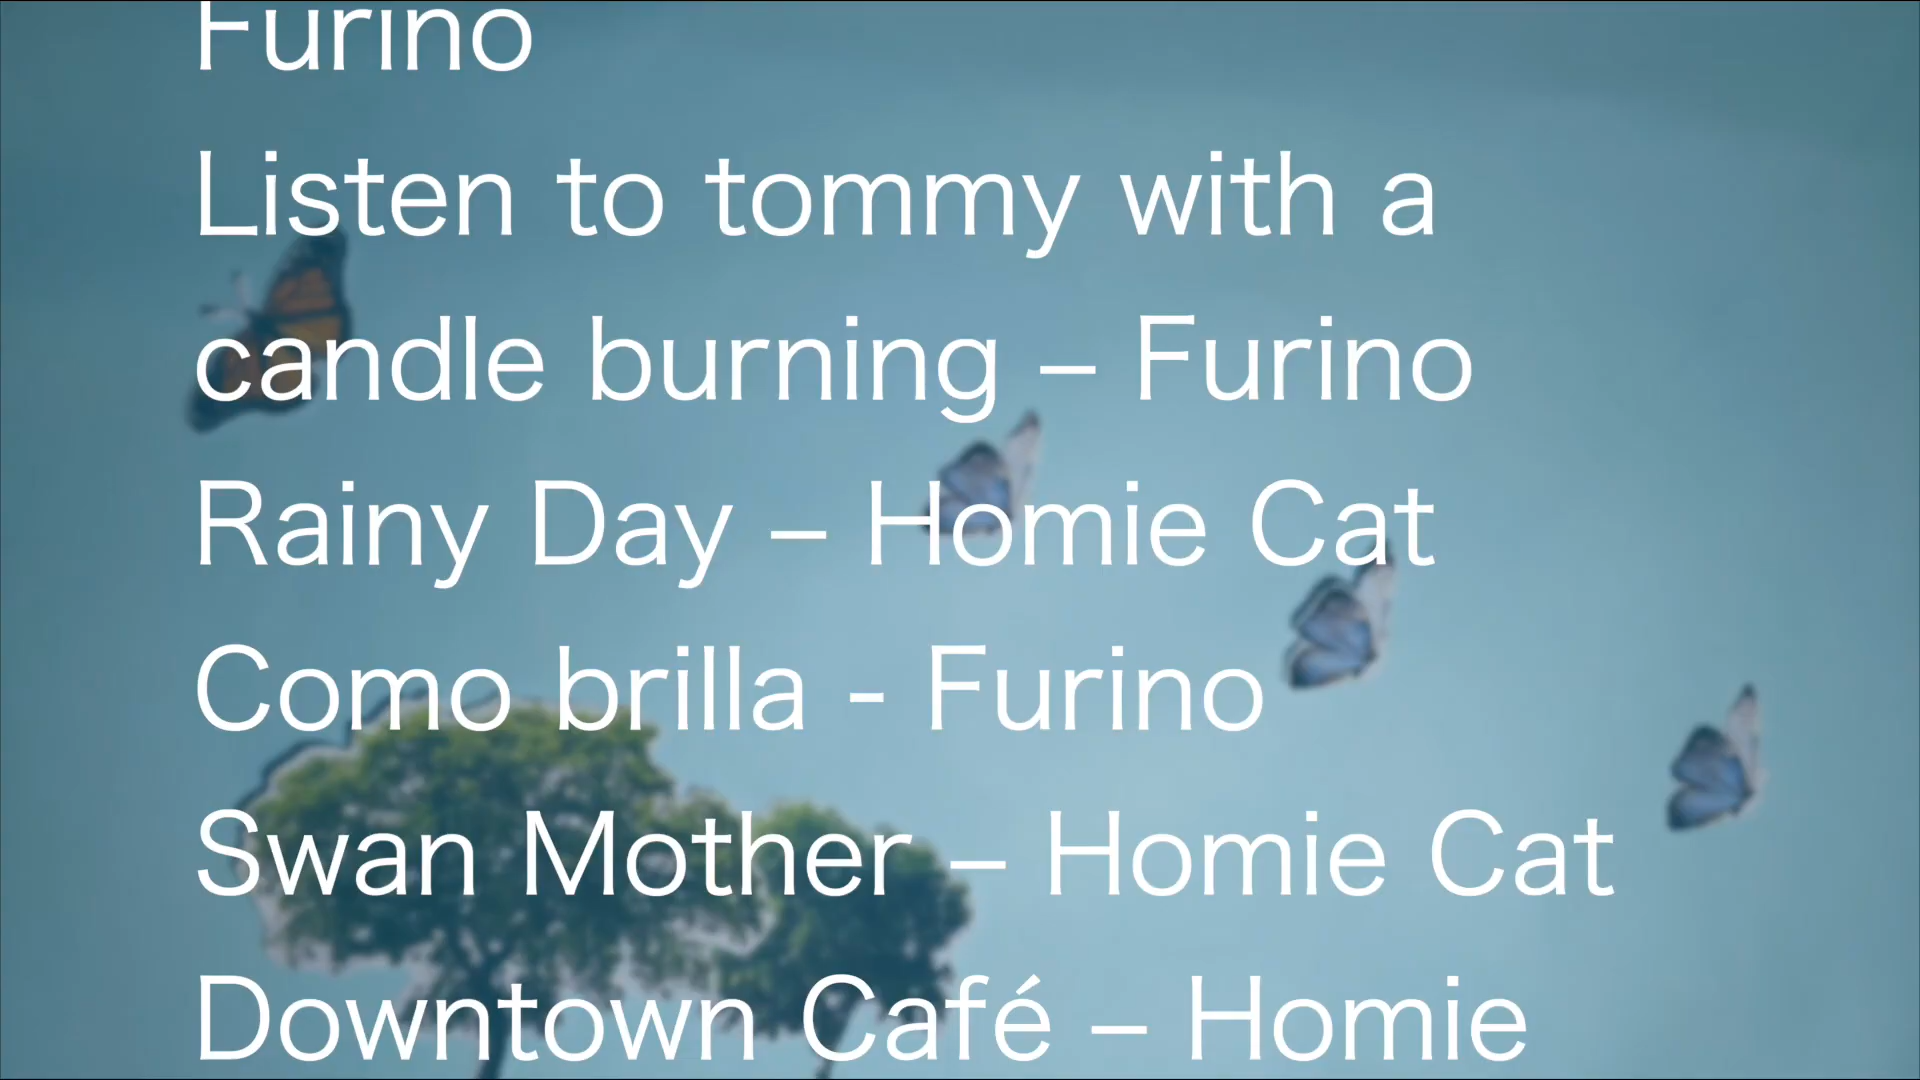 Furino
Listen to tommy with a
candle burning – Furino
Rainy Day – Homie Cat
Como brilla - Furino
Swan Mother – Homie Cat
Downtown Café – Homie